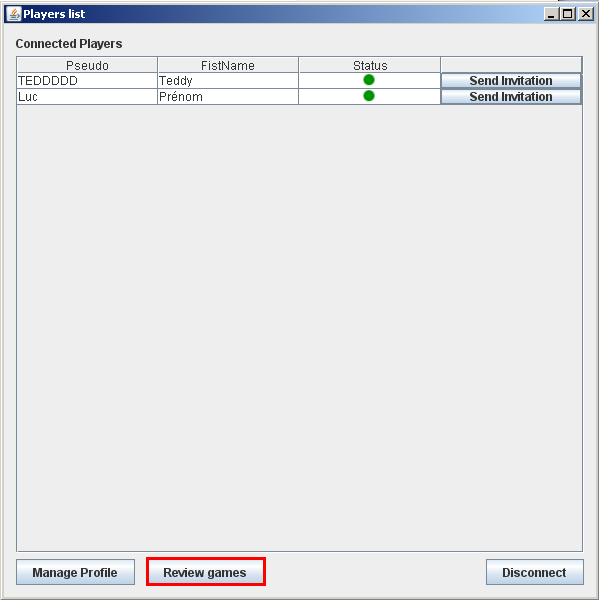 Players list
Connected Players
Pseudo FistName Status
TEDDDDD Teddy Send Invitation
Luc Prénom Send Invitation
Manage Profile Review games Disconnect